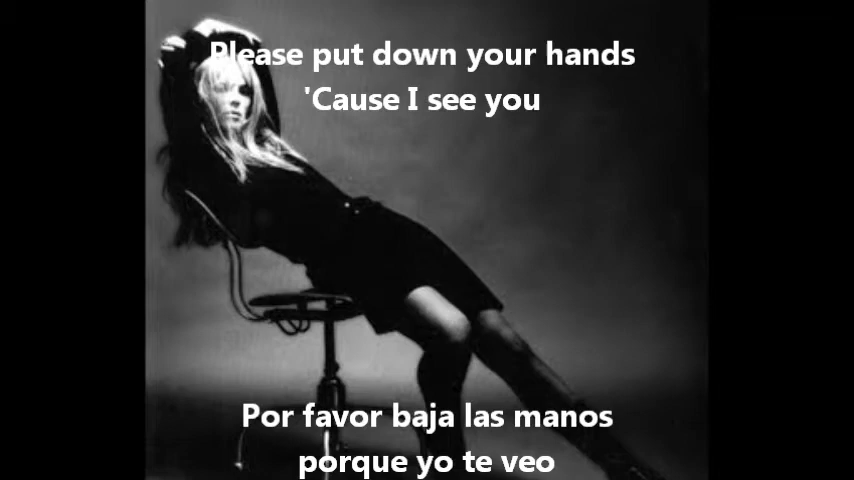 Please put down your hands
'Cause I see you
Por favor baja las manos
porque yo te veo